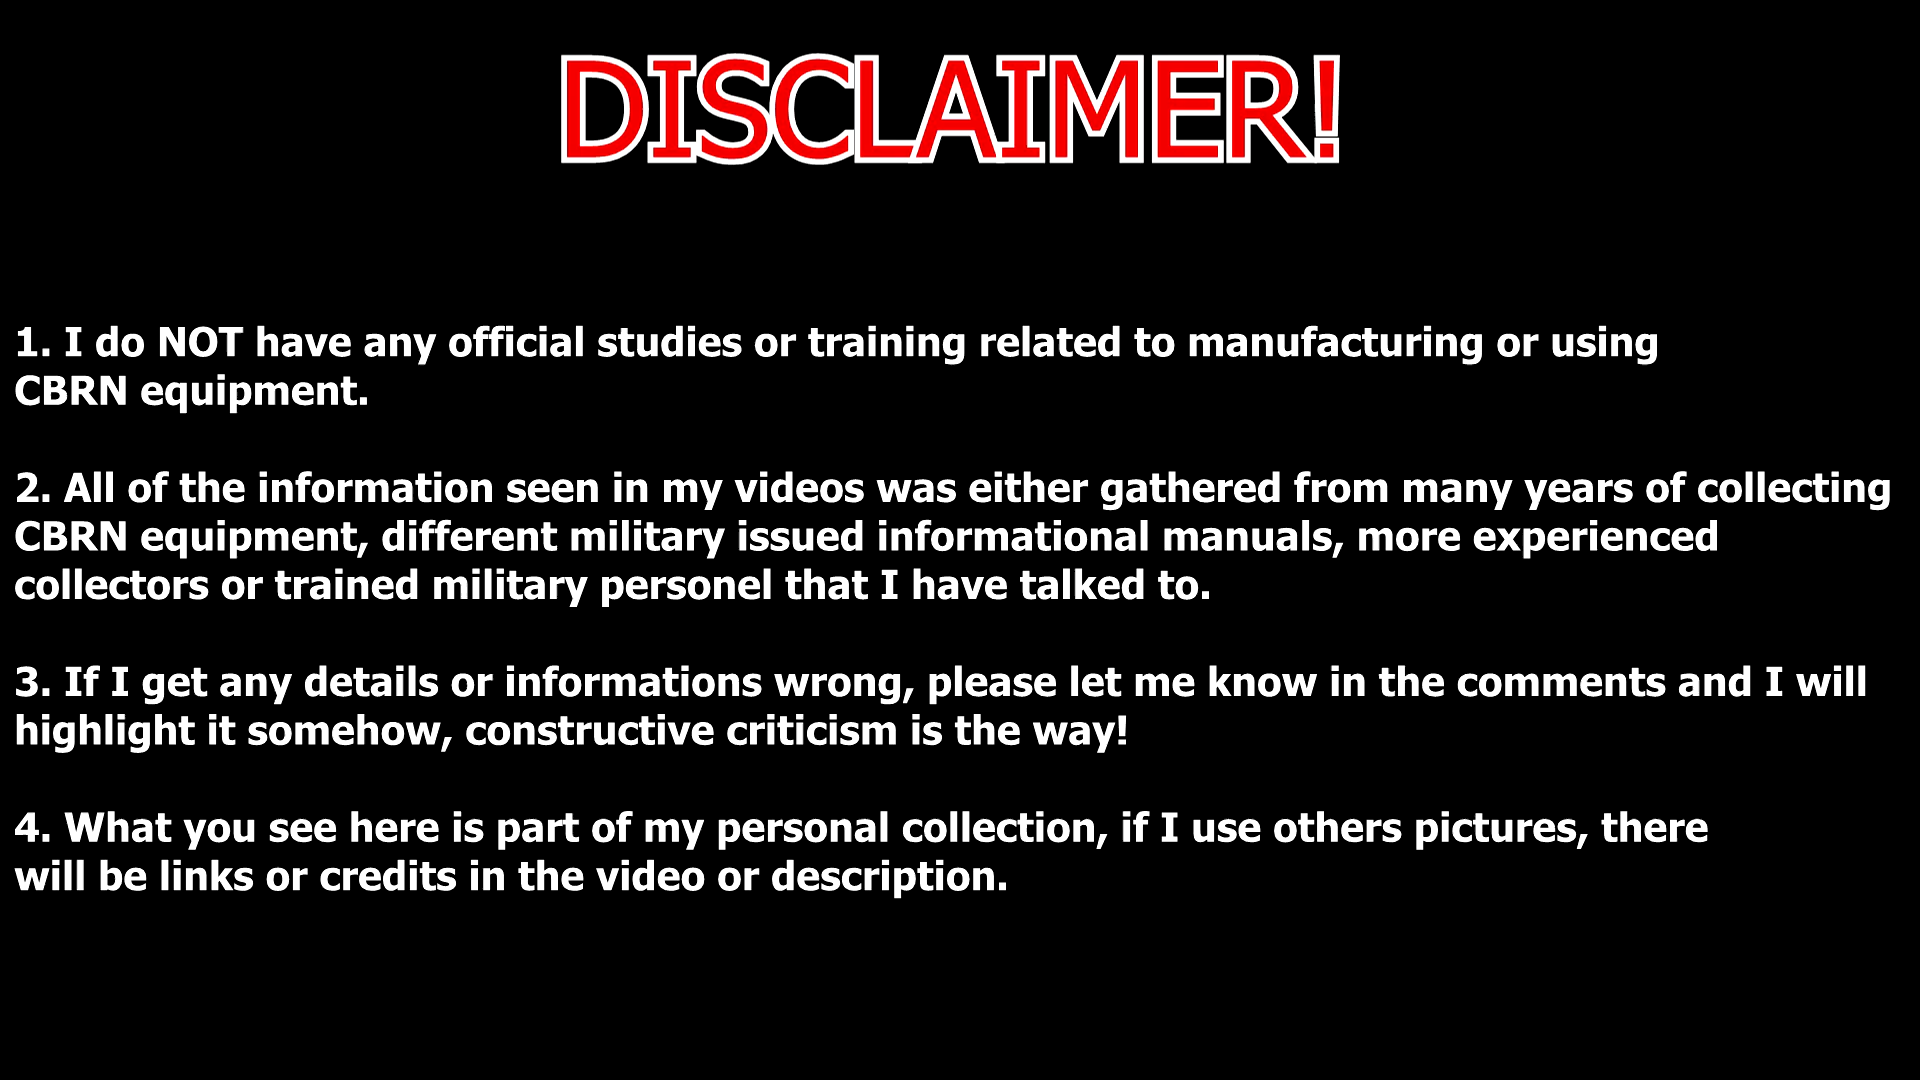 DISCLAIMER!
1. I do NOT have any official studies or training related to manufacturing or using
CBRN equipment.
2. All of the information seen in my videos was either gathered from many years of collecting
CBRN equipment, different military issued informational manuals, more experienced
collectors or trained military personel that I have talked to.
3. If I get any details or informations wrong, please let me know in the comments and I will
highlight it somehow, constructive criticism is the way!
4. What you see here is part of my personal collection, if I use others pictures, there
will be links or credits in the video or description.